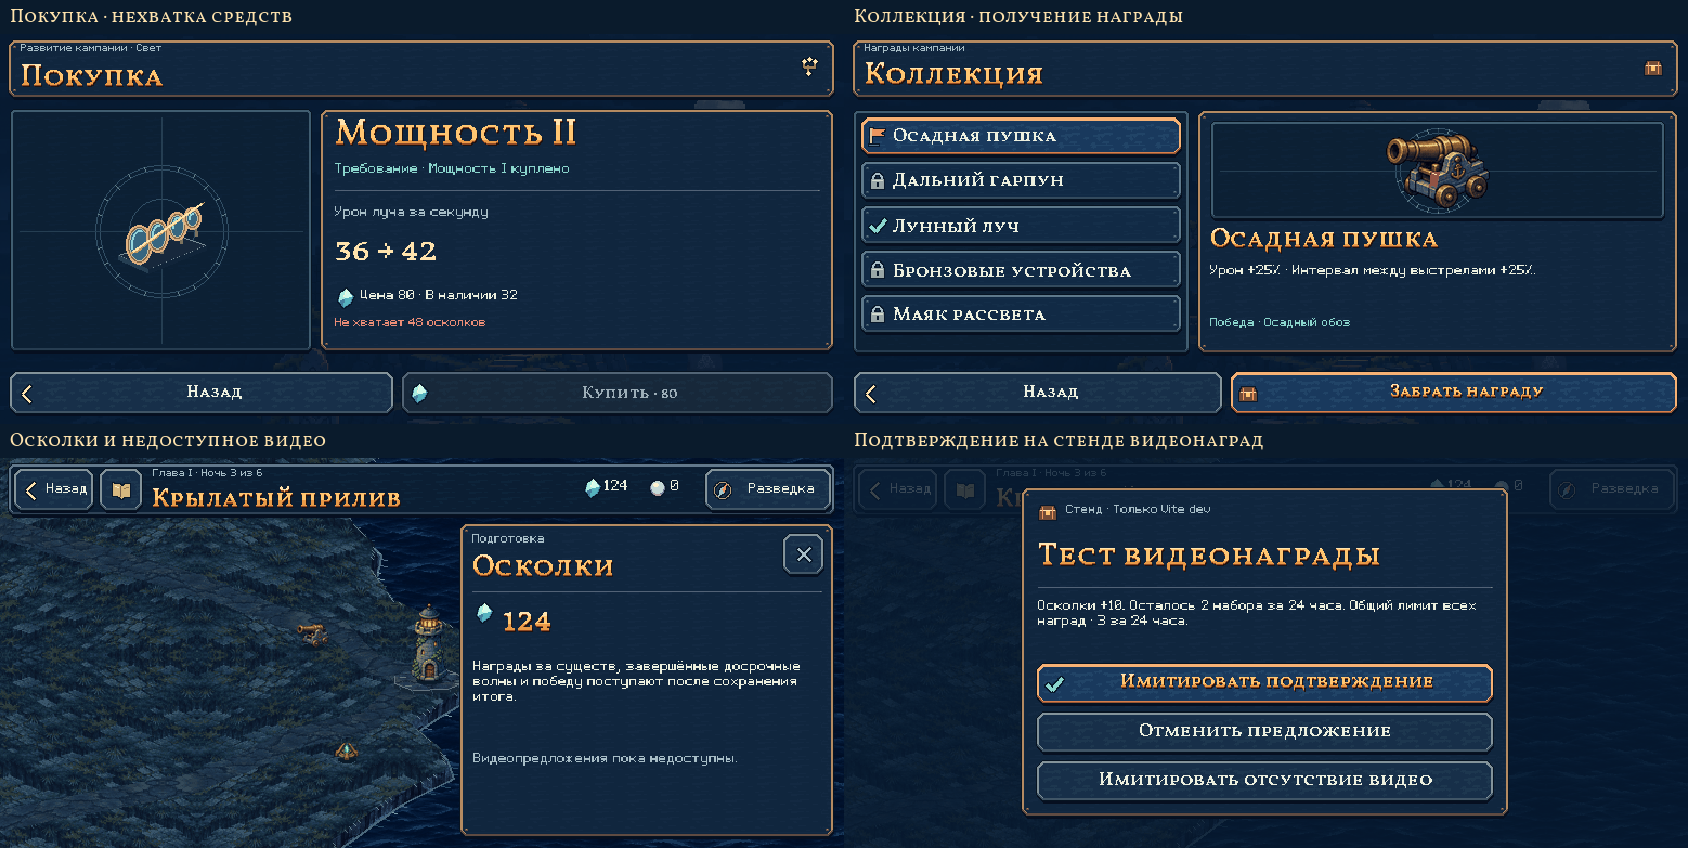 Покупка · нехватка средств
Развитие кампании · Свет
Покупка
Мощность II
Требование · Мощность I куплено
Урон луча за секунду
36 → 42
Цена 80 · В наличии 32
Не хватает 48 осколков
Назад
Купить · 80
Коллекция · получение награды
Награды кампании
Коллекция
Осадная пушка
Дальний гарпун
Лунный луч
Бронзовые устройства
Маяк рассвета
Осадная пушка
Урон +25% · Интервал между выстрелами +25%.
Победа · Осадный обоз
Назад
Забрать награду
Осколки и недоступное видео
Назад
Глава I · Ночь 3 из 6
Крылатый прилив
124
0
Разведка
Подготовка
Осколки
124
Награды за существ, завершённые досрочные
волны и победу поступают после сохранения
итога.
Видеопредложения пока недоступны.
Подтверждение на стенде видеонаград
Назад
Глава I · Ночь 3 из 6
124
0
Разведка
Стенд · Только Vite dev
Тест видеонаграды
Осколки +10. Осталось 2 набора за 24 часа. Общий лимит всех
наград · 3 за 24 часа.
Имитировать подтверждение
Отменить предложение
Имитировать отсутствие видео